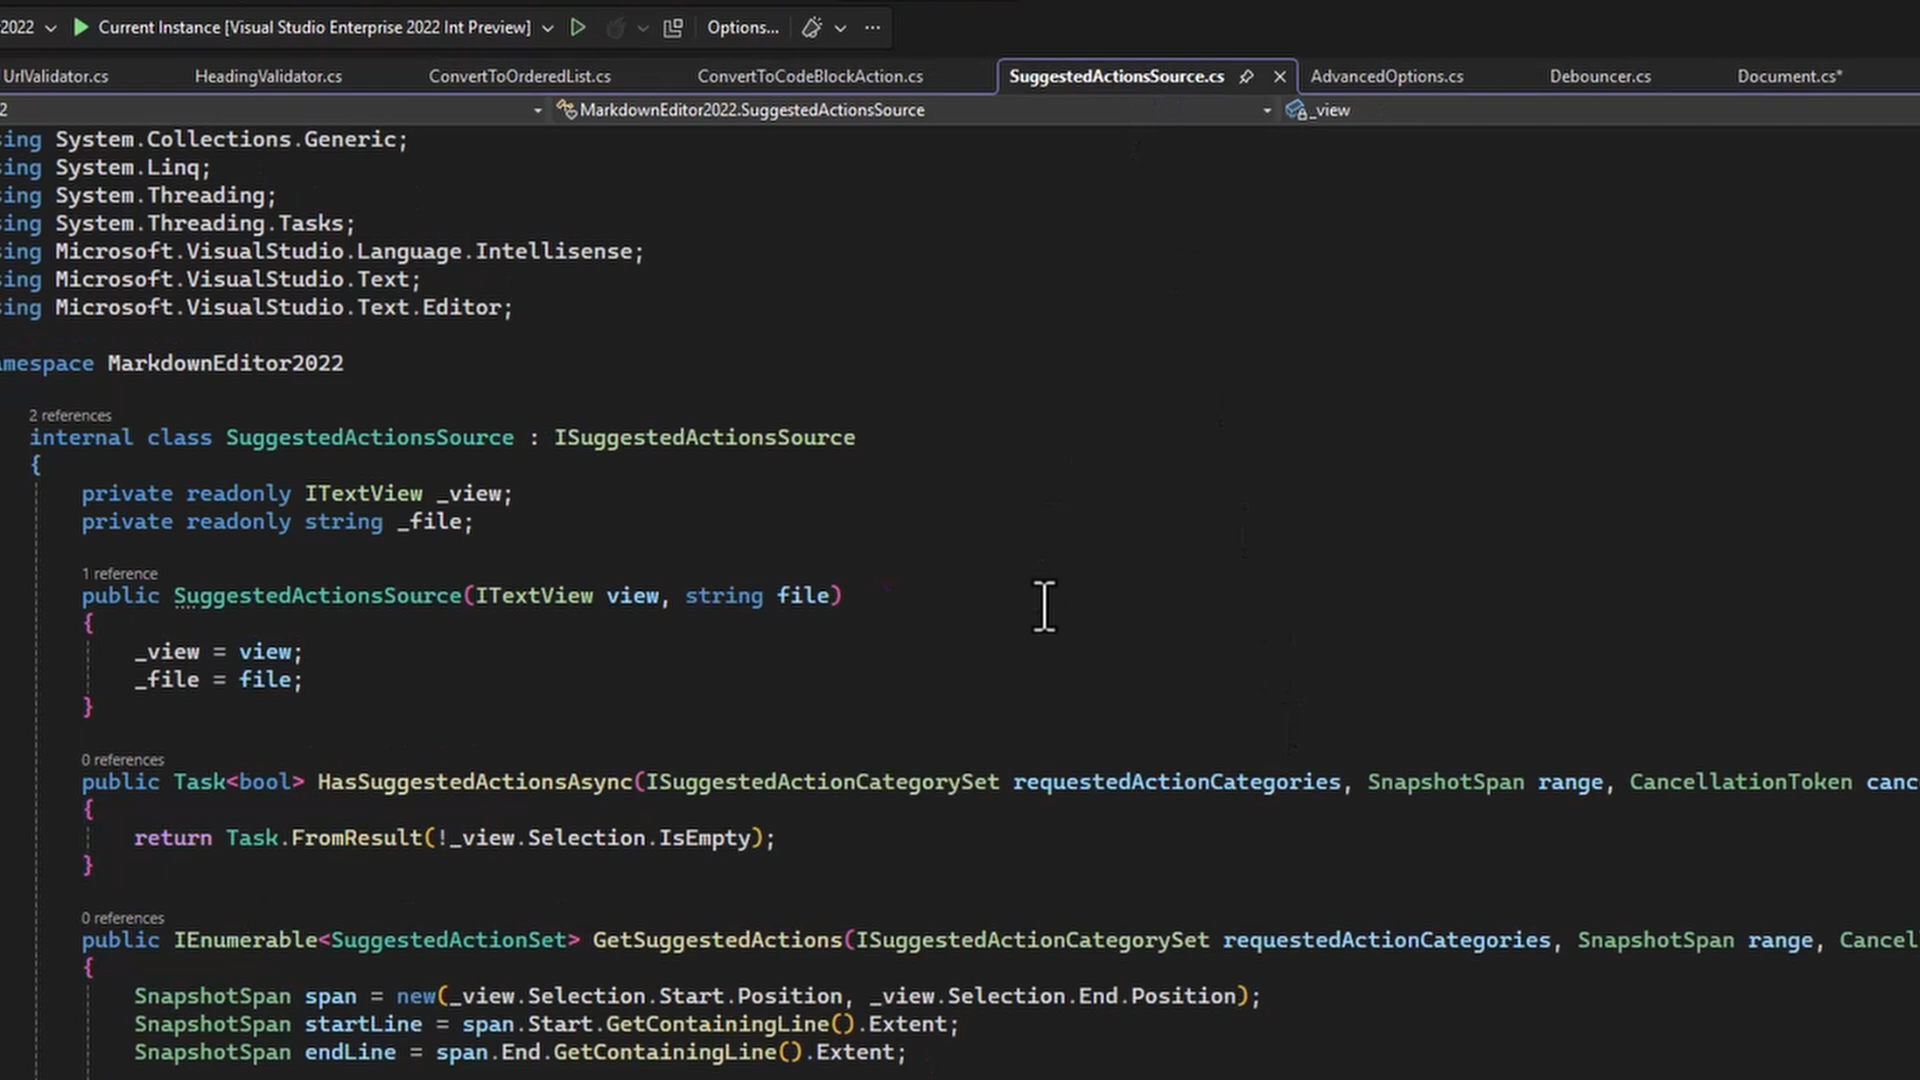 2022 Current Instance [Visual Studio Enterprise 2022 Int Preview] Options... ...
UrlValidator.cs HeadingValidator.cs ConvertToOrderedList.cs ConvertToCodeBlockAction.cs SuggestedActionsSource.cs AdvancedOptions.cs Debouncer.cs Document.cs*
2 MarkdownEditor2022.SuggestedActionsSource _view
ing System.Collections.Generic;
ing System.Linq;
ing System.Threading;
ing System.Threading.Tasks;
ing Microsoft.VisualStudio.Language.Intellisense;
ing Microsoft.VisualStudio.Text;
ing Microsoft.VisualStudio.Text.Editor;
mespace MarkdownEditor2022
2 references
internal class SuggestedActionsSource : ISuggestedActionsSource
{
private readonly ITextView _view;
private readonly string _file;
1 reference
public SuggestedActionsSource(ITextView view, string file)
{
_view = view;
_file = file;
}
0 references
public Task<bool> HasSuggestedActionsAsync(ISuggestedActionCategorySet requestedActionCategories, SnapshotSpan range, CancellationToken canc
{
return Task.FromResult(!_view.Selection.IsEmpty);
}
0 references
public IEnumerable<SuggestedActionSet> GetSuggestedActions(ISuggestedActionCategorySet requestedActionCategories, SnapshotSpan range, Cancel
{
SnapshotSpan span = new(_view.Selection.Start.Position, _view.Selection.End.Position);
SnapshotSpan startLine = span.Start.GetContainingLine().Extent;
SnapshotSpan endLine = span.End.GetContainingLine().Extent;